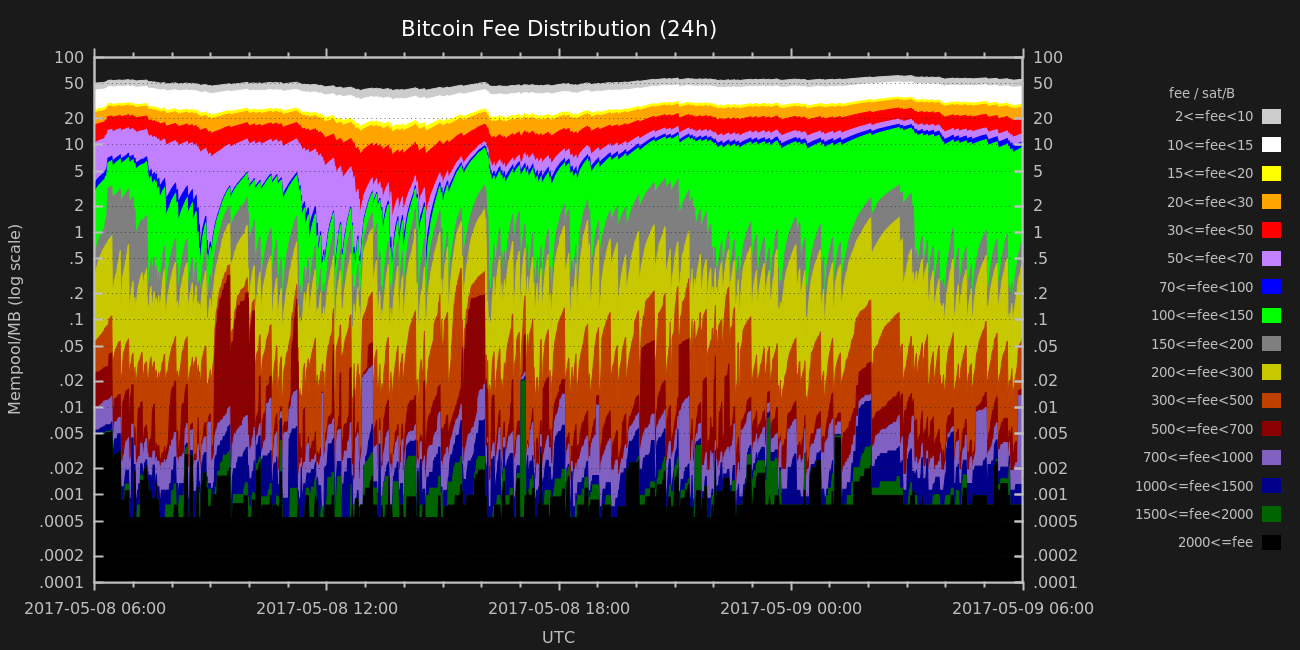 Bitcoin Fee Distribution (24h)
100
50
20
10
5
2
1
.5
.2
.1
.05
.02
.01
.005
.002
.001
.0005
.0002
.0001
Mempool/MB (log scale)
100
50
20
10
5
2
1
.5
.2
.1
.05
.02
.01
.005
.002
.001
.0005
.0002
.0001
fee / sat/B
2<=fee<10
10<=fee<15
15<=fee<20
20<=fee<30
30<=fee<50
50<=fee<70
70<=fee<100
100<=fee<150
150<=fee<200
200<=fee<300
300<=fee<500
500<=fee<700
700<=fee<1000
1000<=fee<1500
1500<=fee<2000
2000<=fee
2017-05-08 06:00
2017-05-08 12:00
2017-05-08 18:00
2017-05-09 00:00
2017-05-09 06:00
UTC